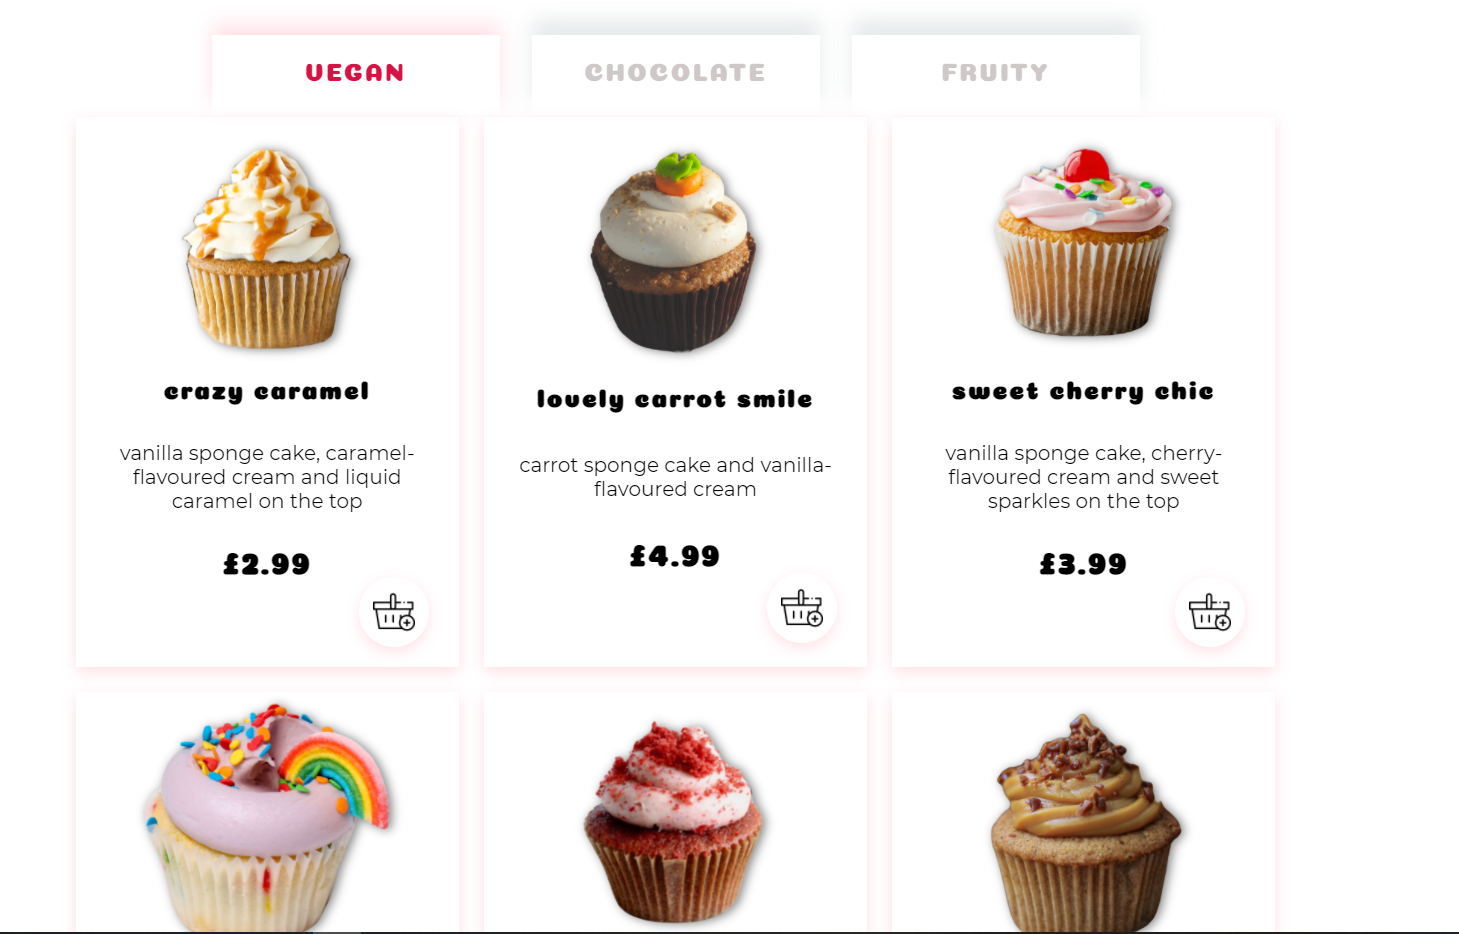 VEGAN
CHOCOLATE
FRUITY
crazy caramel
vanilla sponge cake, caramel-
flavoured cream and liquid
caramel on the top
£2.99
lovely carrot smile
carrot sponge cake and vanilla-
flavoured cream
£4.99
sweet cherry chic
vanilla sponge cake, cherry-
flavoured cream and sweet
sparkles on the top
£3.99